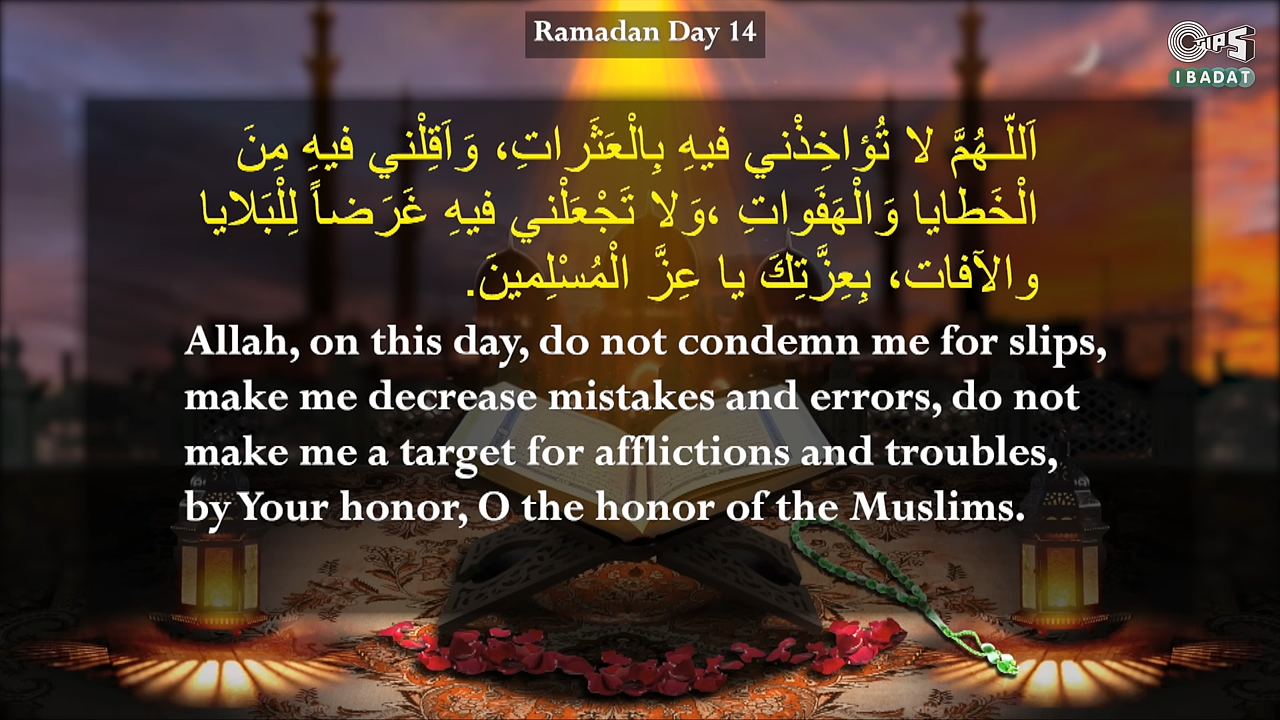 Ramadan Day 14
TIPS
IBADAT
اَللّـهُمَّ لا تُؤاخِذْني فيهِ بِالْعَثَراتِ، وَاَقِلْني فيهِ مِنَ
الْخَطايا وَالْهَفَواتِ ،وَلا تَجْعَلْني فيهِ غَرَضاً لِلْبَلايا
والآفات، بِعِزَّتِكَ يا عِزَّ الْمُسْلِمينَ.
Allah, on this day, do not condemn me for slips,
make me decrease mistakes and errors, do not
make me a target for afflictions and troubles,
by Your honor, O the honor of the Muslims.